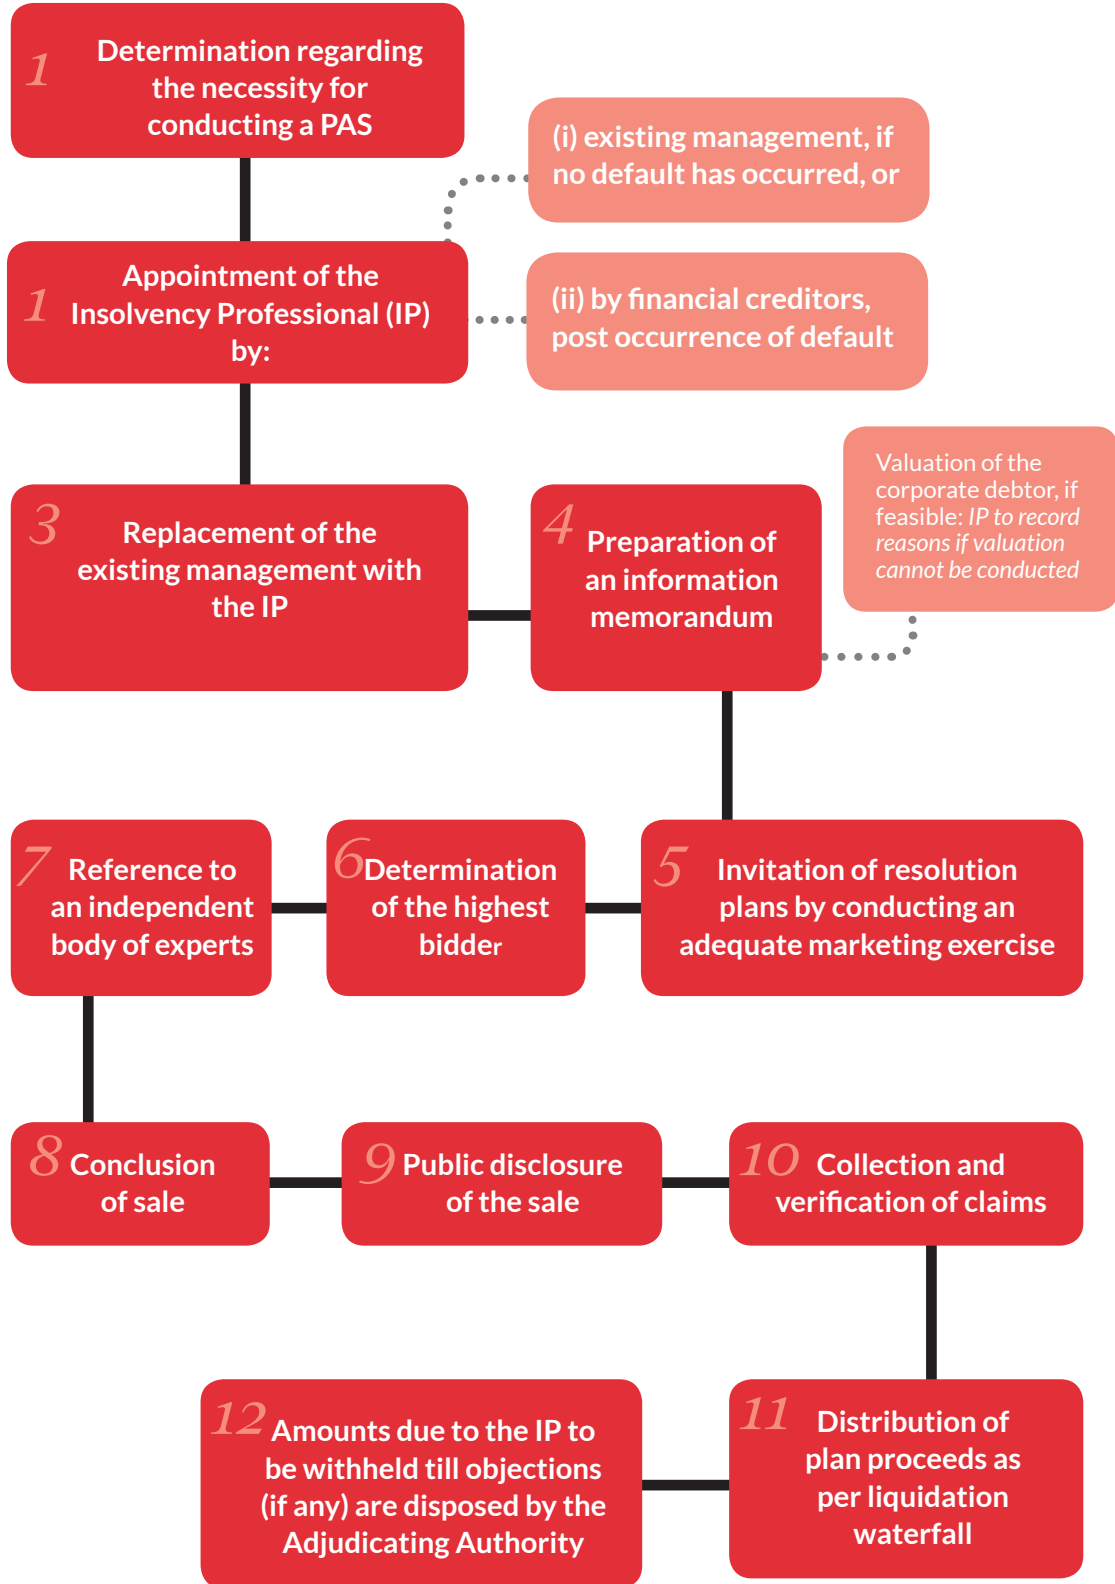 1
Determination regarding
the necessity for
conducting a PAS
(i) existing management, if
no default has occurred, or
1
Appointment of the
Insolvency Professional (IP)
by:
(ii) by financial creditors,
post occurrence of default
3
Replacement of the
existing management with
the IP
4
Preparation of
an information
memorandum
Valuation of the
corporate debtor, if
feasible: IP to record
reasons if valuation
cannot be conducted
5
Invitation of resolution
plans by conducting an
adequate marketing exercise
6
Determination
of the highest
bidder
7
Reference to
an independent
body of experts
8
Conclusion
of sale
9
Public disclosure
of the sale
10
Collection and
verification of claims
11
Distribution of
plan proceeds as
per liquidation
waterfall
12
Amounts due to the IP to
be withheld till objections
(if any) are disposed by the
Adjudicating Authority